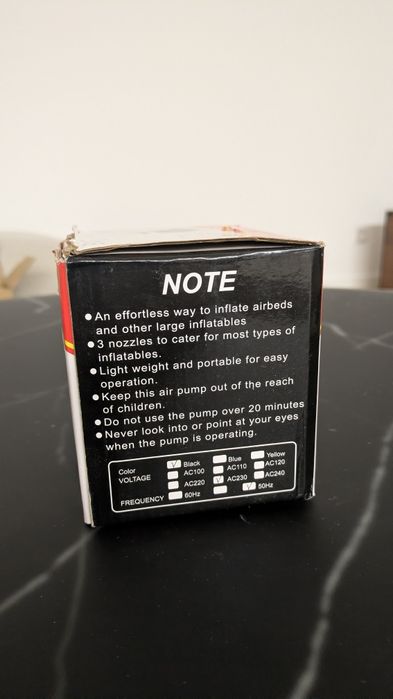 NOTE
An effortless way to inflate airbeds
and other large inflatables
3 nozzles to cater for most types of
inflatables.
Light weight and portable for easy
operation.
Keep this air pump out of the reach
of children.
Do not use the pump over 20 minutes
Never look into or point at your eyes
when the pump is operating.
Color Black Blue Yellow
VOLTAGE AC100 AC110 AC120
AC220 AC230 AC240
FREQUENCY 60Hz 50Hz